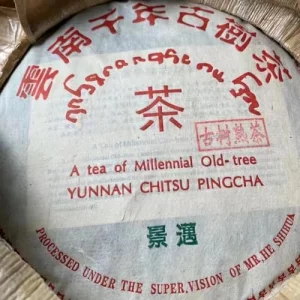 雲南千年古樹茶
茶
古树熟茶
A tea of Millennial Old-tree
YUNNAN CHITSU PINGCHA
景邁
PROCESSED UNDER THE SUPER, VISION OF MR.HE SHIHUA